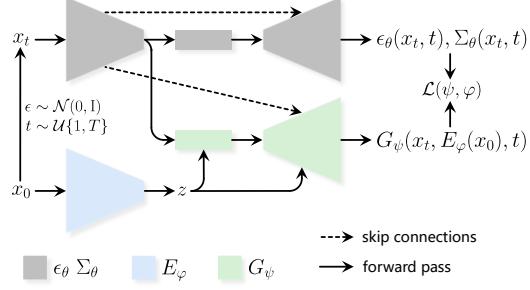 x_t
ϵ_θ(x_t, t), Σ_θ(x_t, t)
ϵ ∼ 𝒩(0, I)
t ∼ 𝒰{1, T}
ℒ(ψ, φ)
G_ψ(x_t, E_φ(x_0), t)
x_0
z
skip connections
ϵ_θ Σ_θ
E_φ
G_ψ
forward pass